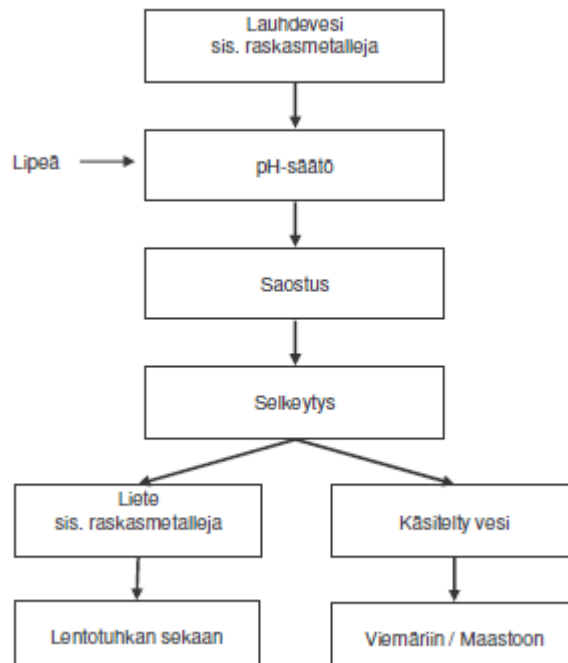 Lauhdevesi
sis. raskasmetalleja
Lipeä
pH-säätö
Saostus
Selkeytys
Liete
sis. raskasmetalleja
Käsitelty vesi
Lentotuhkan sekaan
Viemäriin / Maastoon